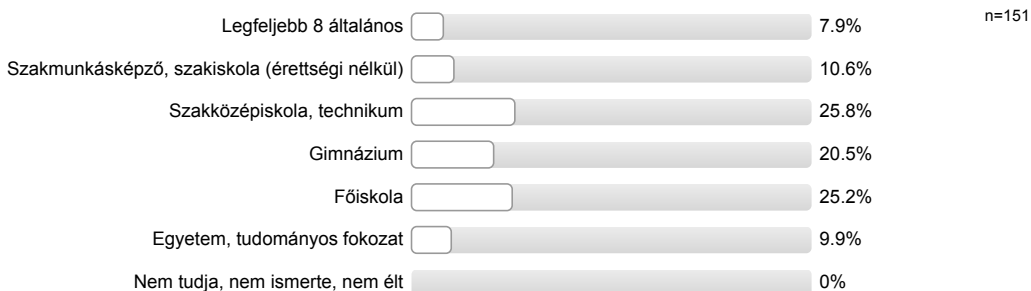 Legfeljebb 8 általános 7.9% n=151
Szakmunkásképző, szakiskola (érettségi nélkül) 10.6%
Szakközépiskola, technikum 25.8%
Gimnázium 20.5%
Főiskola 25.2%
Egyetem, tudományos fokozat 9.9%
Nem tudja, nem ismerte, nem élt 0%